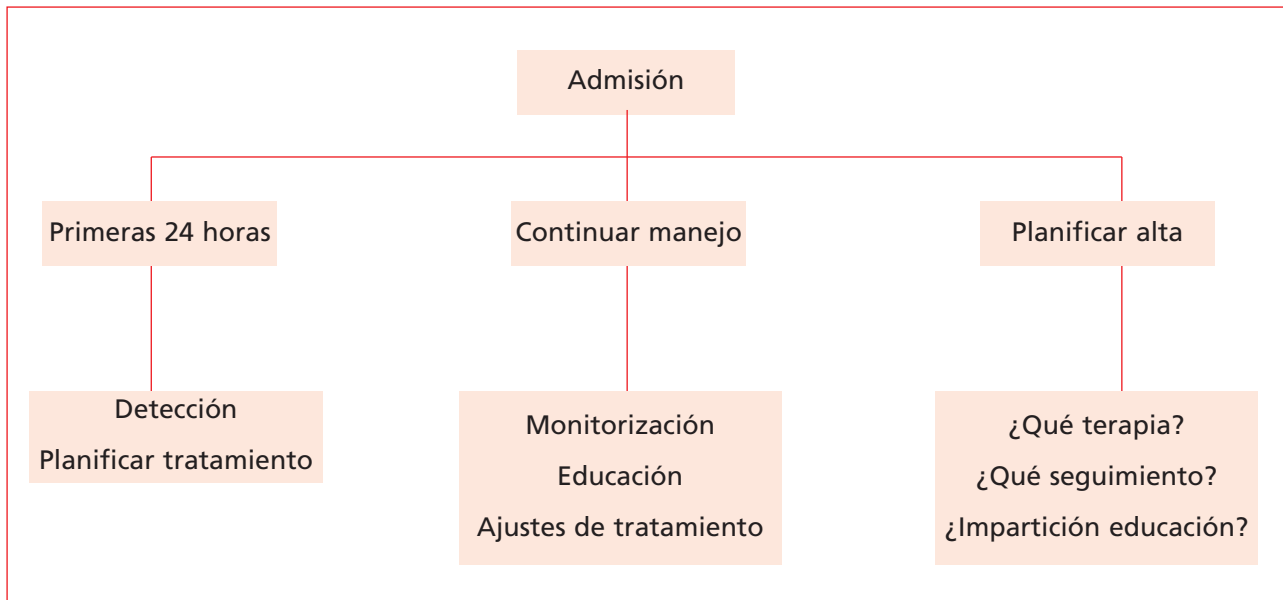 Admisión
Primeras 24 horas
Continuar manejo
Planificar alta
Detección
Planificar tratamiento
Monitorización
Educación
Ajustes de tratamiento
¿Qué terapia?
¿Qué seguimiento?
¿Impartición educación?